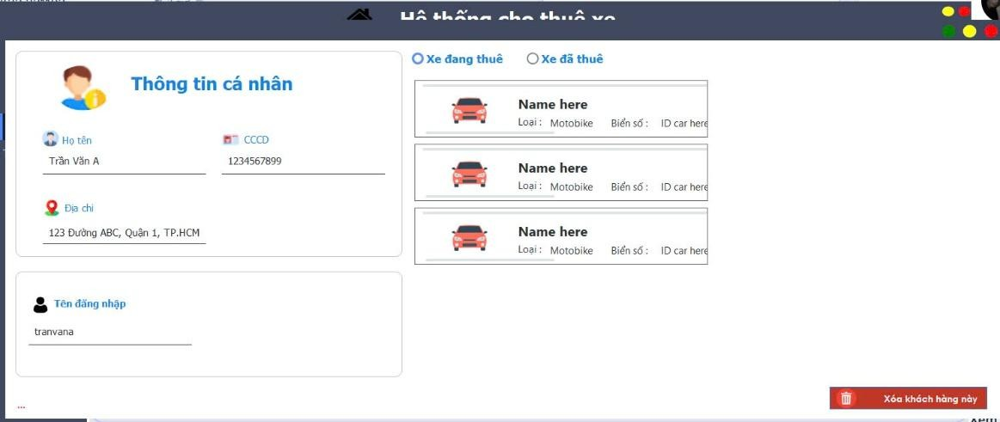 Hệ thống cho thuê xe
Thông tin cá nhân
Họ tên
CCCD
Trần Văn A
1234567899
Địa chỉ
123 Đường ABC, Quận 1, TP.HCM
Tên đăng nhập
tranvana
...
Xe đang thuê
Xe đã thuê
Name here
Loại : Motobike Biển số : ID car here
Name here
Loại : Motobike Biển số : ID car here
Name here
Loại : Motobike Biển số : ID car here
Xóa khách hàng này